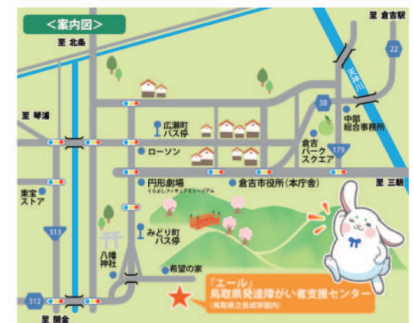 ＜案内図＞
至 倉吉駅
至 北条
22
天神川
至 琴浦
広瀬町
バス停
38
中部
総合事務所
ローソン
倉吉
パーク
スクエア
179
円形劇場
くらよしフィギュアミュージアム
倉吉市役所（本庁舎）
至 三朝
東宝
ストア
313
みどり町
バス停
八幡
神社
希望の家
『エール』
鳥取県発達障がい者支援センター
（鳥取県立皆成学園内）
312
至 関金